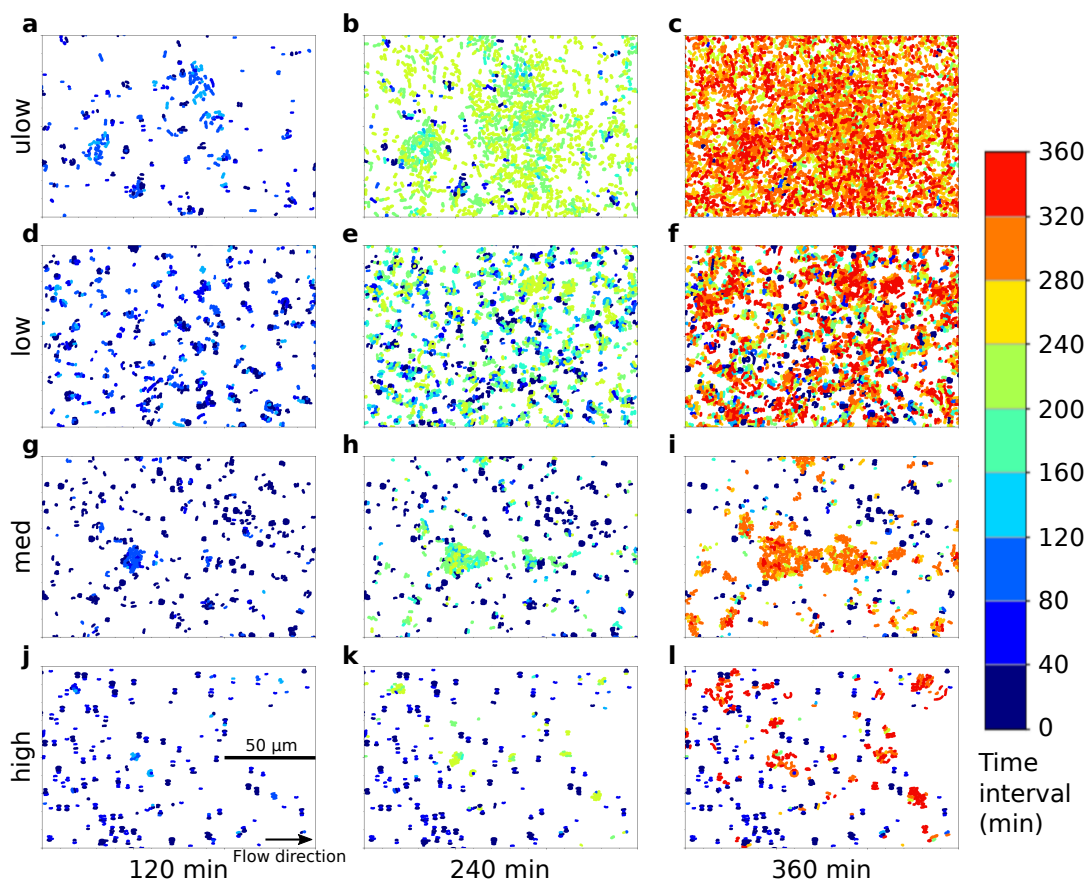 a
b
c
ulow
d
e
f
low
g
h
i
med
j
k
l
high
50 μm
Flow direction
120 min
240 min
360 min
360
320
280
240
200
160
120
80
40
0
Time
interval
(min)